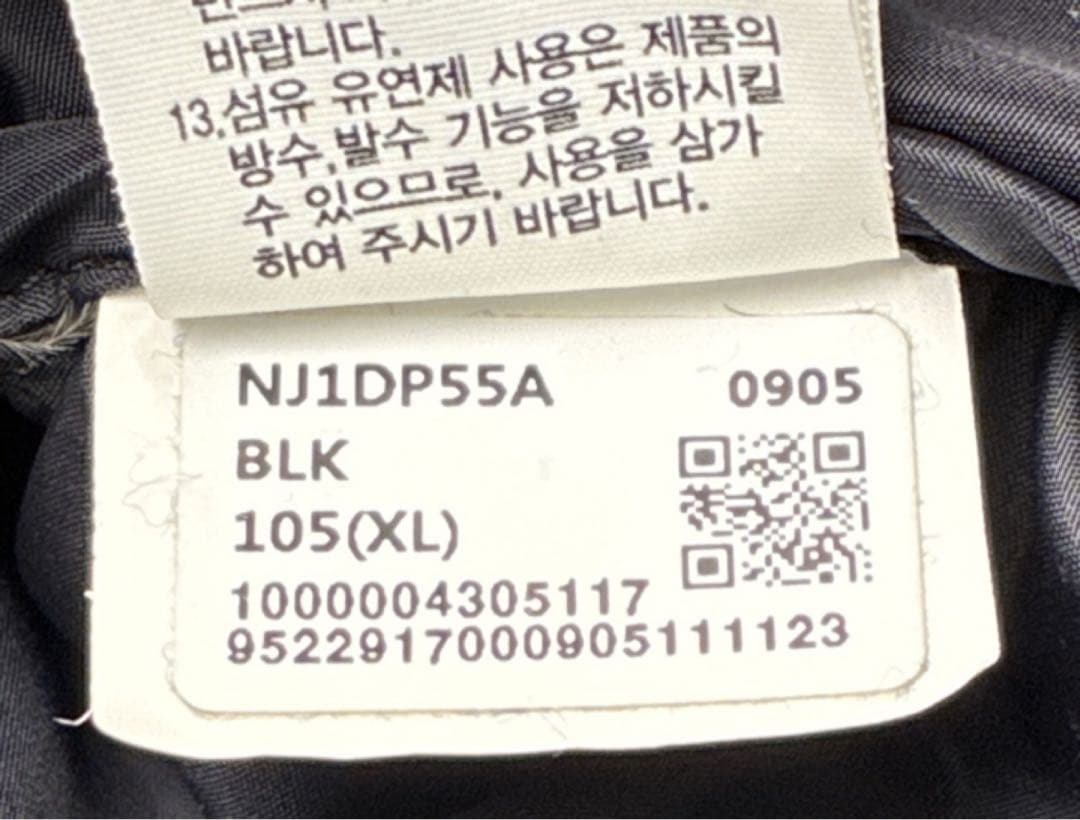 바랍니다.
13.섬유 유연제 사용은 제품의
방수,발수 기능을 저하시킬
수 있으므로, 사용을 삼가
하여 주시기 바랍니다.
NJ1DP55A 0905
BLK
105(XL)
1000004305117
9522917000905111123